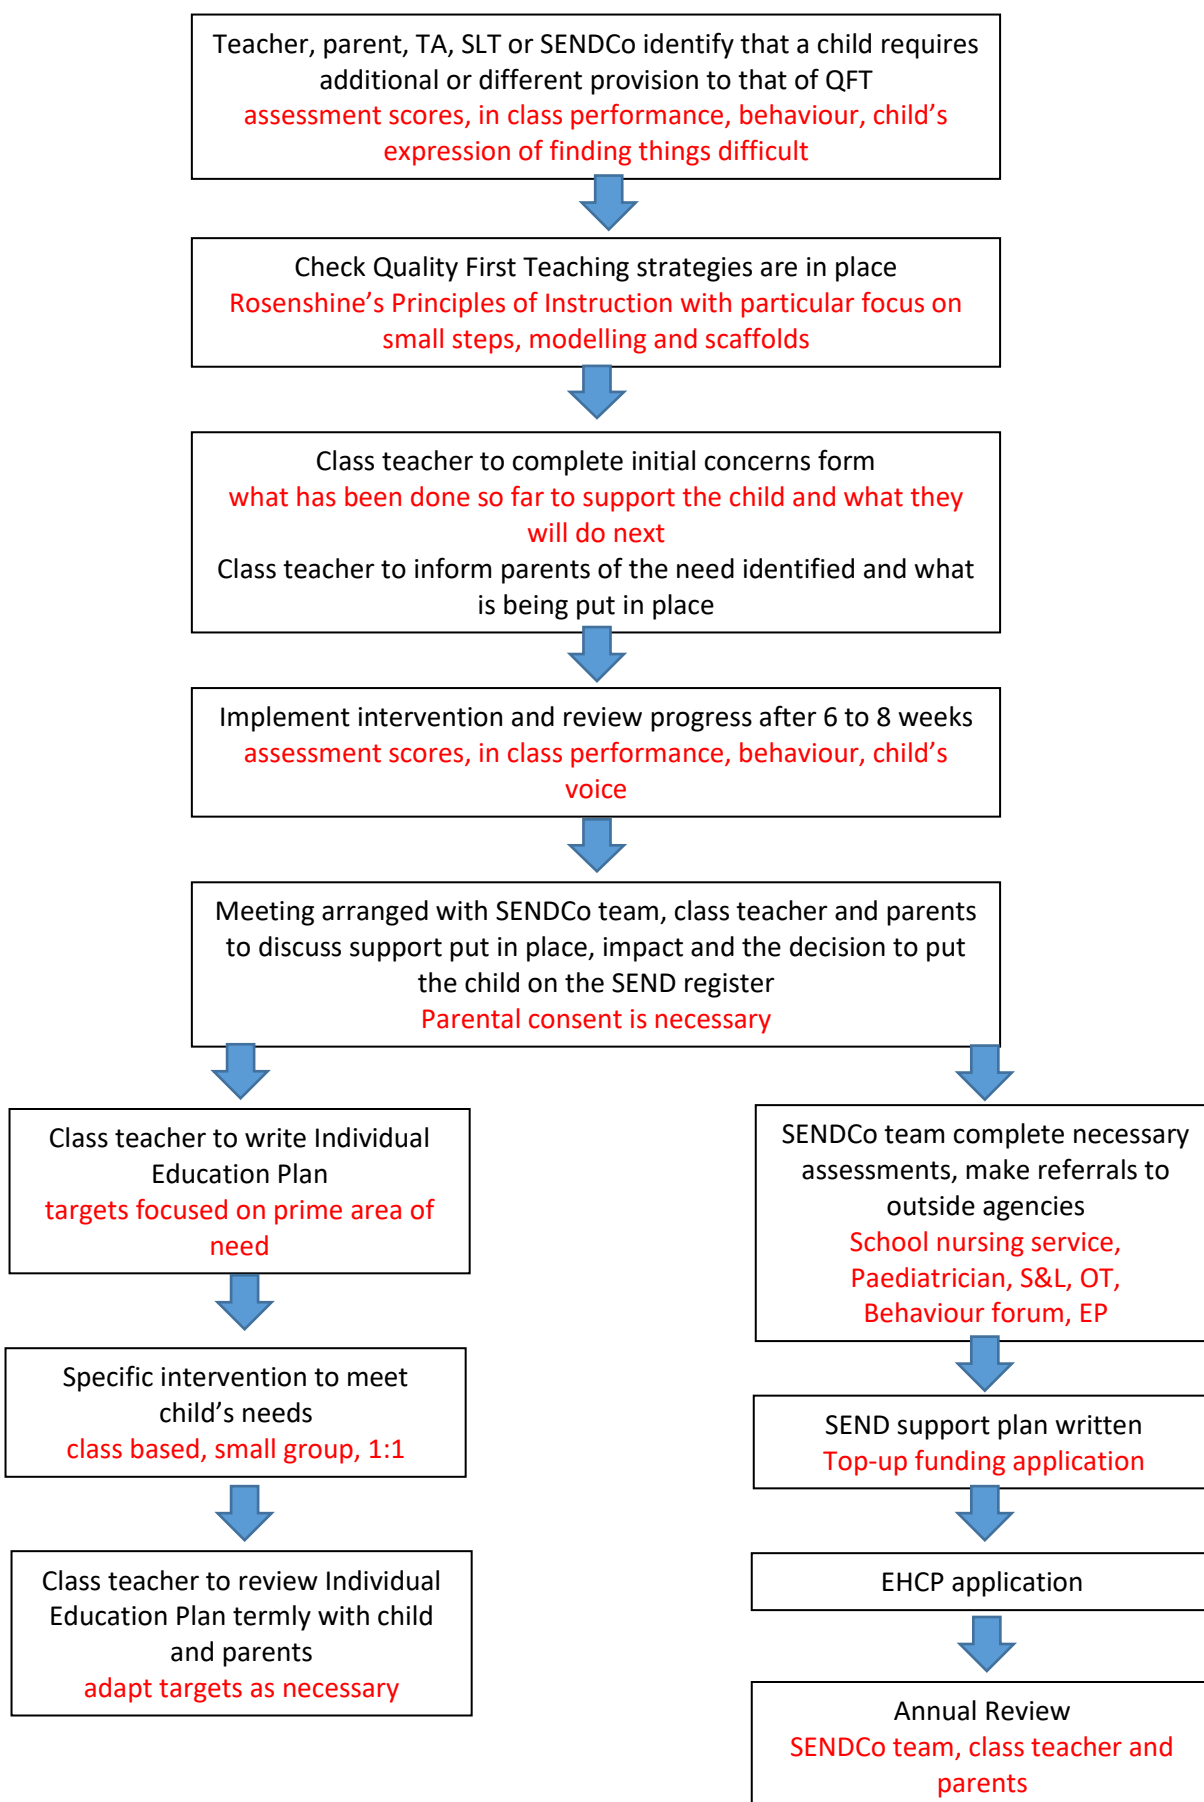 Teacher, parent, TA, SLT or SENDCo identify that a child requires
additional or different provision to that of QFT
assessment scores, in class performance, behaviour, child’s
expression of finding things difficult
Check Quality First Teaching strategies are in place
Rosenshine’s Principles of Instruction with particular focus on
small steps, modelling and scaffolds
Class teacher to complete initial concerns form
what has been done so far to support the child and what they
will do next
Class teacher to inform parents of the need identified and what
is being put in place
Implement intervention and review progress after 6 to 8 weeks
assessment scores, in class performance, behaviour, child’s
voice
Meeting arranged with SENDCo team, class teacher and parents
to discuss support put in place, impact and the decision to put
the child on the SEND register
Parental consent is necessary
Class teacher to write Individual
Education Plan
targets focused on prime area of
need
Specific intervention to meet
child’s needs
class based, small group, 1:1
Class teacher to review Individual
Education Plan termly with child
and parents
adapt targets as necessary
SENDCo team complete necessary
assessments, make referrals to
outside agencies
School nursing service,
Paediatrician, S&L, OT,
Behaviour forum, EP
SEND support plan written
Top-up funding application
EHCP application
Annual Review
SENDCo team, class teacher and
parents